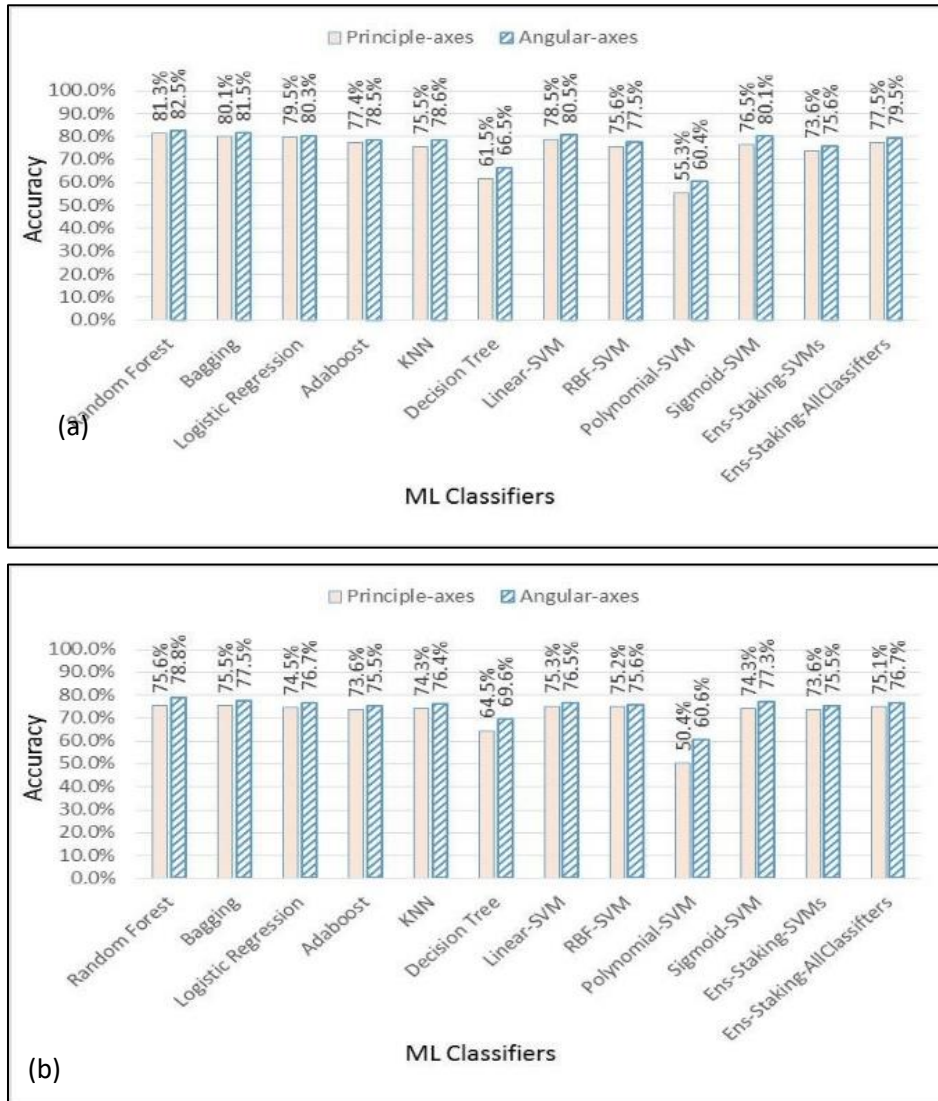 Principle-axes Angular-axes
81.3% 82.5% 80.1% 81.5% 79.5% 80.3% 77.4% 78.5% 75.5% 78.6% 61.5% 66.5% 78.5% 80.5% 75.6% 77.5% 55.3% 60.4% 76.5% 80.1% 73.6% 75.6% 77.5% 79.5%
100.0%
90.0%
80.0%
70.0%
60.0%
50.0%
40.0%
30.0%
20.0%
10.0%
0.0%
Accuracy
Random Forest
Bagging
Logistic Regression
Adaboost
KNN
Decision Tree
Linear-SVM
RBF-SVM
Polynomial-SVM
Sigmoid-SVM
Ens-Staking-SVMs
Ens-Staking-AllClassifters
(a)
ML Classifiers
Principle-axes Angular-axes
75.6% 78.8% 75.5% 77.5% 74.5% 76.7% 73.6% 75.5% 74.3% 76.4% 64.5% 69.6% 75.3% 76.5% 75.2% 75.6% 50.4% 60.6% 74.3% 77.3% 73.6% 75.5% 75.1% 76.7%
100.0%
90.0%
80.0%
70.0%
60.0%
50.0%
40.0%
30.0%
20.0%
10.0%
0.0%
Accuracy
Random Forest
Bagging
Logistic Regression
Adaboost
KNN
Decision Tree
Linear-SVM
RBF-SVM
Polynomial-SVM
Sigmoid-SVM
Ens-Staking-SVMs
Ens-Staking-AllClassifters
ML Classifiers
(b)